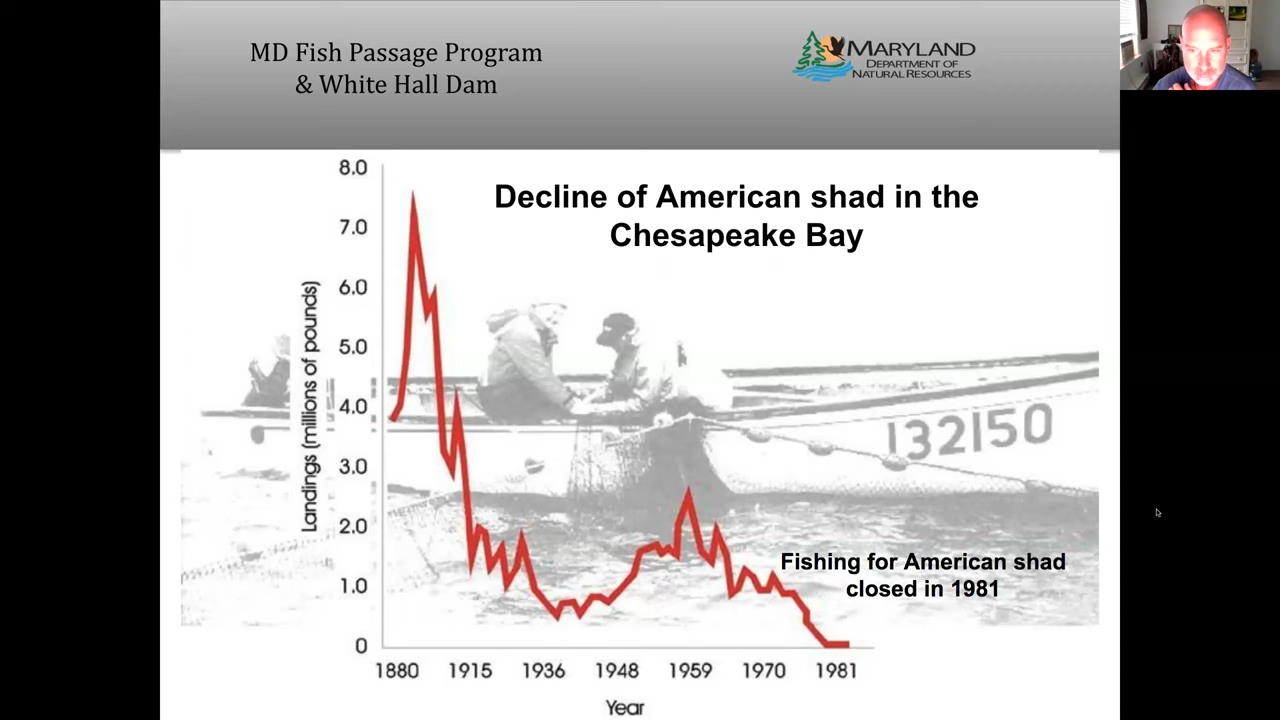 MD Fish Passage Program
& White Hall Dam
MARYLAND
DEPARTMENT OF
NATURAL RESOURCES
Decline of American shad in the
Chesapeake Bay
Landings (millions of pounds)
8.0
7.0
6.0
5.0
4.0
3.0
2.0
1.0
0
132150
Fishing for American shad
closed in 1981
1880 1915 1936 1948 1959 1970 1981
Year